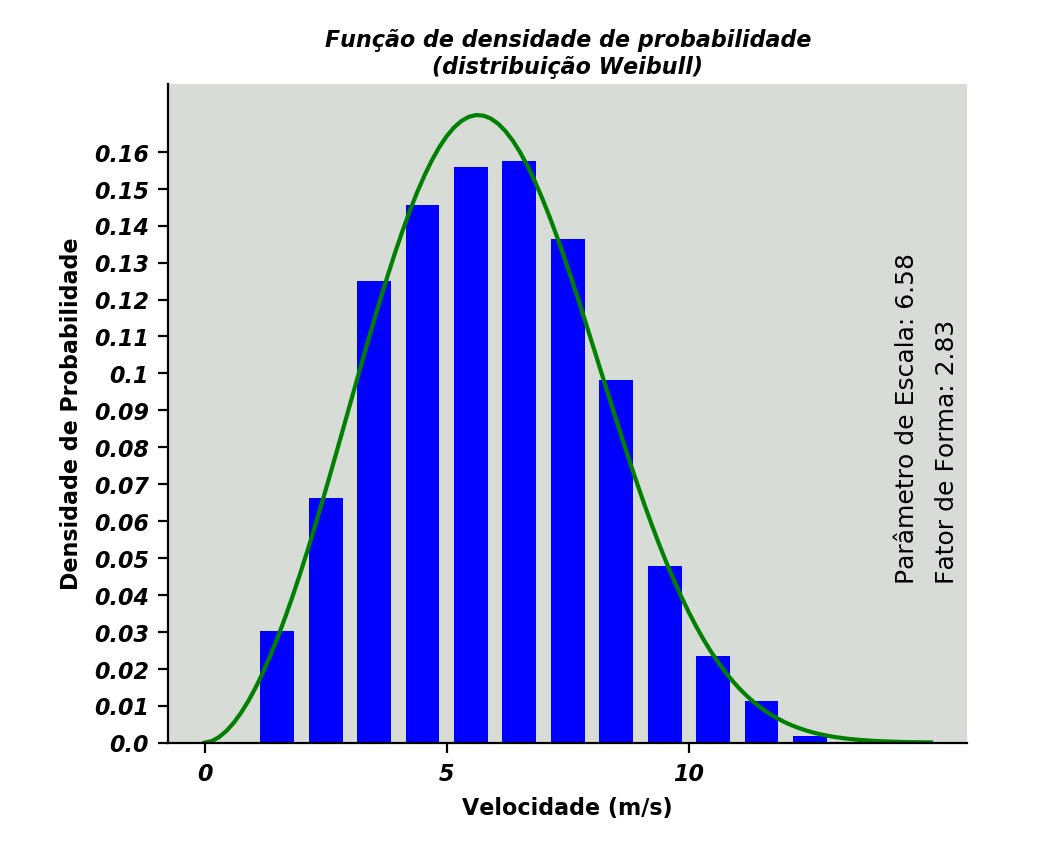 Função de densidade de probabilidade
(distribuição Weibull)
Densidade de Probabilidade
0.16
0.15
0.14
0.13
0.12
0.11
0.1
0.09
0.08
0.07
0.06
0.05
0.04
0.03
0.02
0.01
0.0
0 5 10
Velocidade (m/s)
Parâmetro de Escala: 6.58
Fator de Forma: 2.83